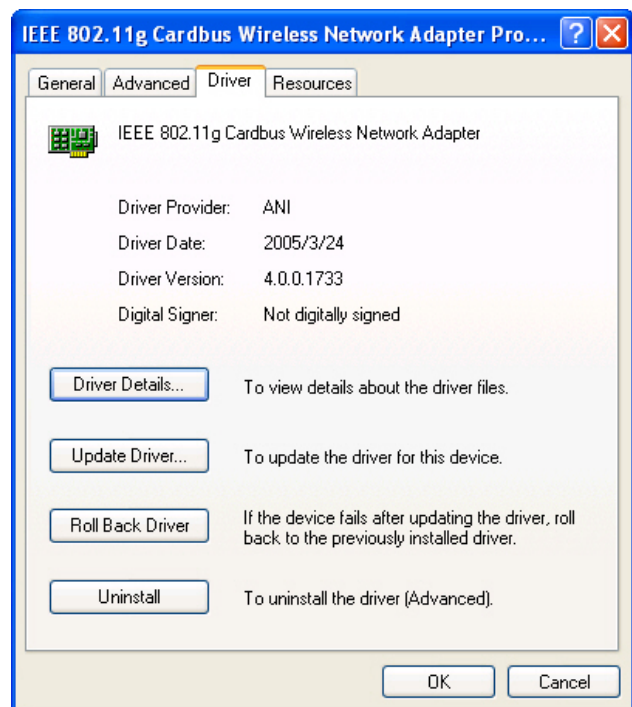 IEEE 802.11g Cardbus Wireless Network Adapter Pro...
General Advanced Driver Resources
IEEE 802.11g Cardbus Wireless Network Adapter
Driver Provider: ANI
Driver Date: 2005/3/24
Driver Version: 4.0.0.1733
Digital Signer: Not digitally signed
Driver Details... To view details about the driver files.
Update Driver... To update the driver for this device.
Roll Back Driver If the device fails after updating the driver, roll
back to the previously installed driver.
Uninstall To uninstall the driver (Advanced).
OK Cancel